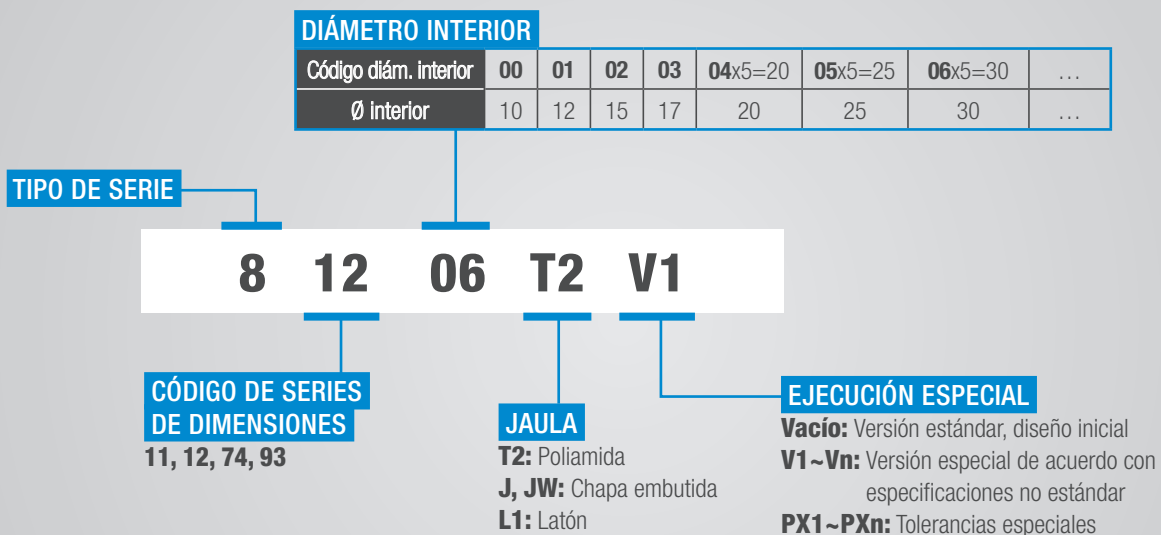 DIÁMETRO INTERIOR
Código diám. interior 00 01 02 03 04x5=20 05x5=25 06x5=30 ...
Ø interior 10 12 15 17 20 25 30 ...
TIPO DE SERIE
8 12 06 T2 V1
CÓDIGO DE SERIES
DE DIMENSIONES
11, 12, 74, 93
JAULA
T2: Poliamida
J, JW: Chapa embutida
L1: Latón
EJECUCIÓN ESPECIAL
Vacío: Versión estándar, diseño inicial
V1~Vn: Versión especial de acuerdo con
especificaciones no estándar
PX1~PXn: Tolerancias especiales